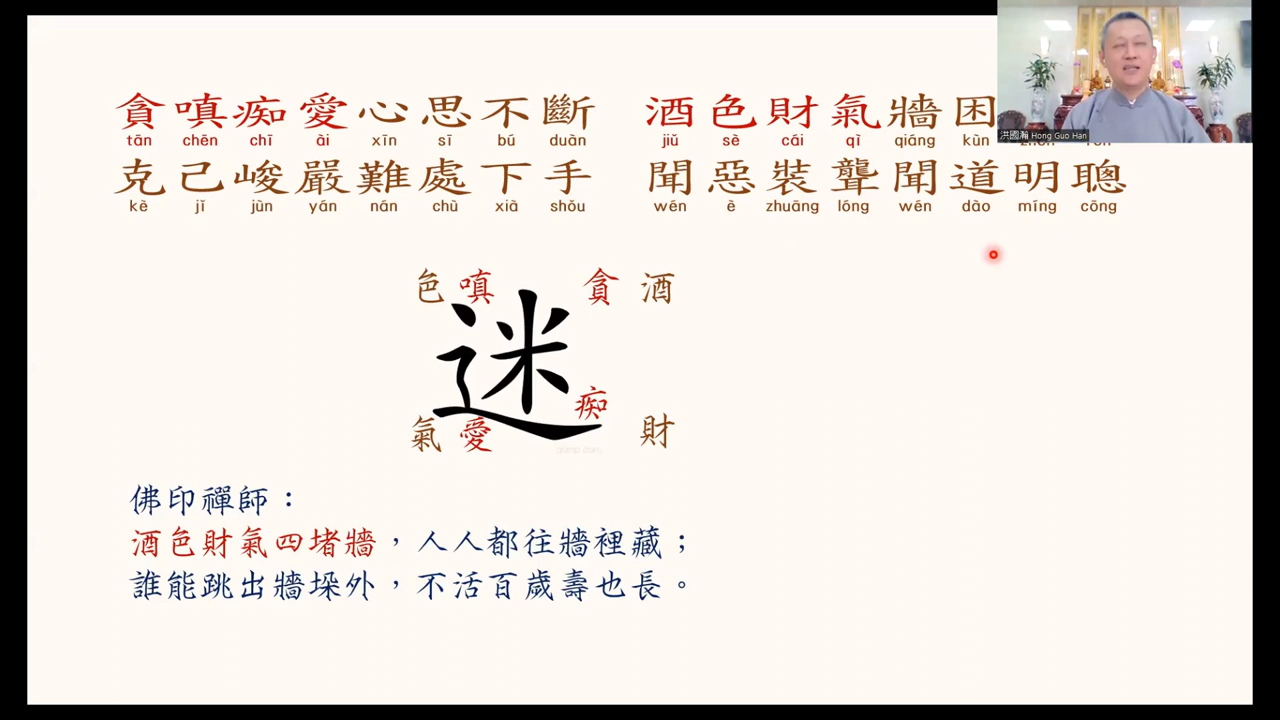 貪嗔痴愛心思不斷 酒色財氣牆困
tān chēn chī ài xīn sī bú duàn jiǔ sè cái qì qiáng kùn
克己峻嚴難處下手 聞惡裝聾聞道明聰
kè jǐ jùn yán nán chù xià shǒu wén è zhuāng lóng wén dào míng cōng
洪國瀚 Hong Guo Han
色 嗔 貪 酒
迷
痴
氣 愛 財
佛印禪師：
酒色財氣四堵牆，人人都往牆裡藏；
誰能跳出牆垛外，不活百歲壽也長。